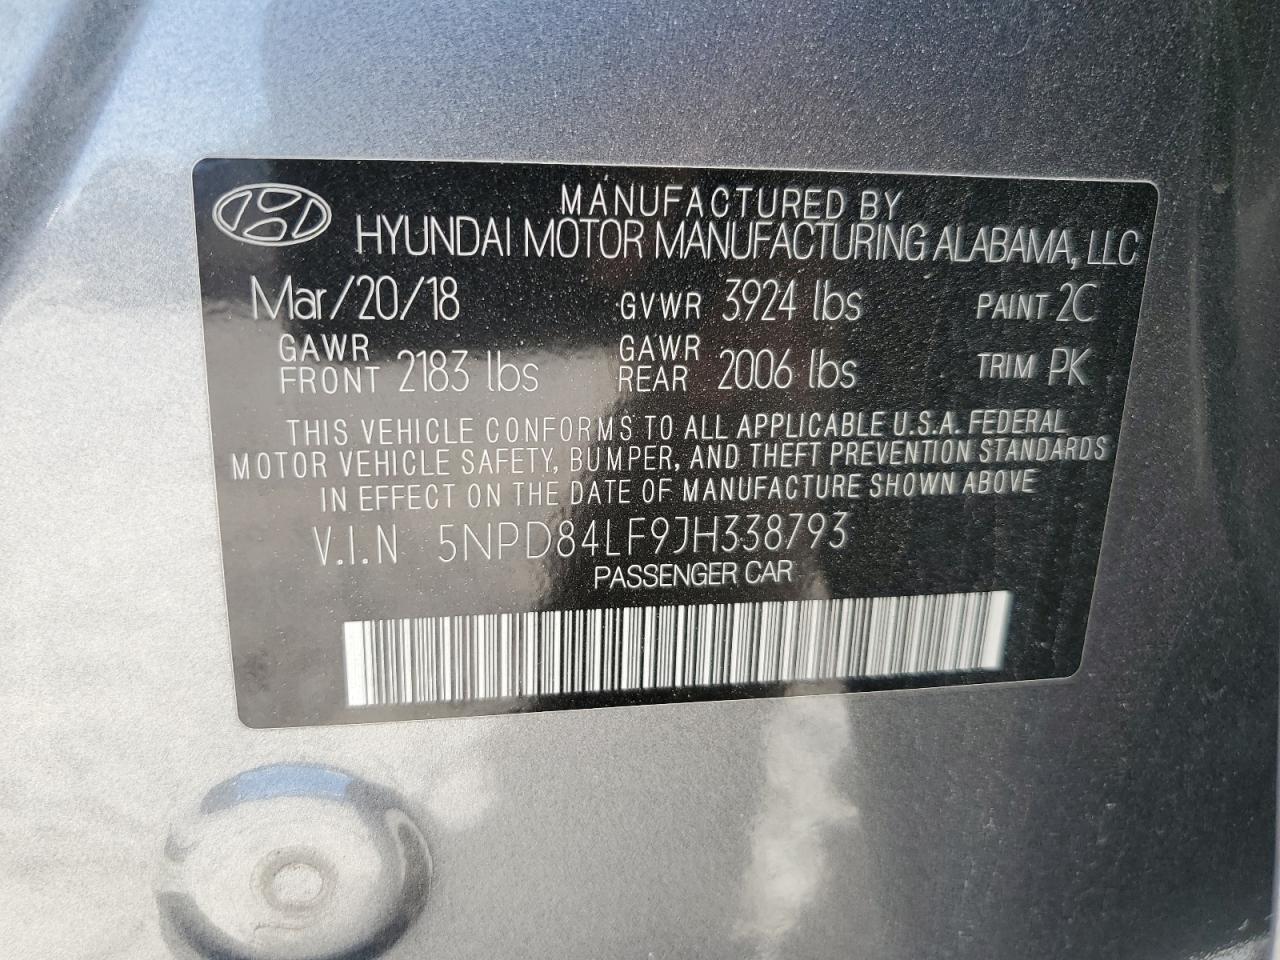 MANUFACTURED BY
HYUNDAI MOTOR MANUFACTURING ALABAMA, LLC
Mar/20/18 GVWR 3924 lbs PAINT 2C
GAWR FRONT 2183 lbs GAWR REAR 2006 lbs TRIM PK
THIS VEHICLE CONFORMS TO ALL APPLICABLE U.S.A. FEDERAL
MOTOR VEHICLE SAFETY, BUMPER, AND THEFT PREVENTION STANDARDS
IN EFFECT ON THE DATE OF MANUFACTURE SHOWN ABOVE
V.I.N 5NPD84LF9JH338793
PASSENGER CAR